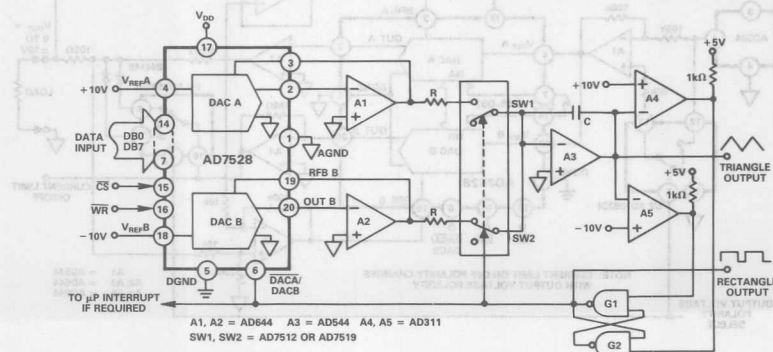 VDD
17
3
+5V
4
VREFA
+10V
DAC A
2
A1
R
SW1
+10V
A4
1kΩ
DATA
INPUT
DB0
DB7
14
7
AD7528
1
AGND
C
A3
TRIANGLE
OUTPUT
19
RFB B
+5V
CS
15
WR
16
DAC B
20
OUT B
A2
R
SW2
A5
1kΩ
-10V
VREFB
18
-10V
DGND
5
6
DACA/
DACB
RECTANGLE
OUTPUT
TO µP INTERRUPT
IF REQUIRED
G1
G2
A1, A2 = AD644 A3 = AD544 A4, A5 = AD311
SW1, SW2 = AD7512 OR AD7519